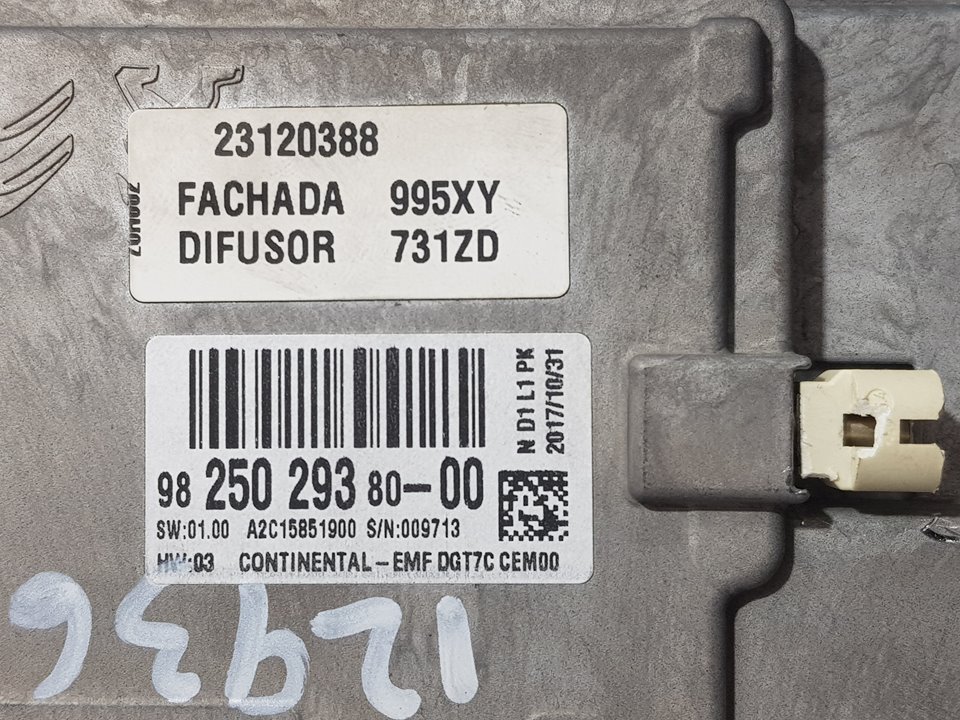 23120388
FACHADA 995XY
DIFUSOR 731ZD
N D1 L1 PK
2017/10/31
98 250 293 80-00
SW:01.00 A2C15851900 S/N:009713
HW:03 CONTINENTAL-EMF DGT7C CEM00
12936